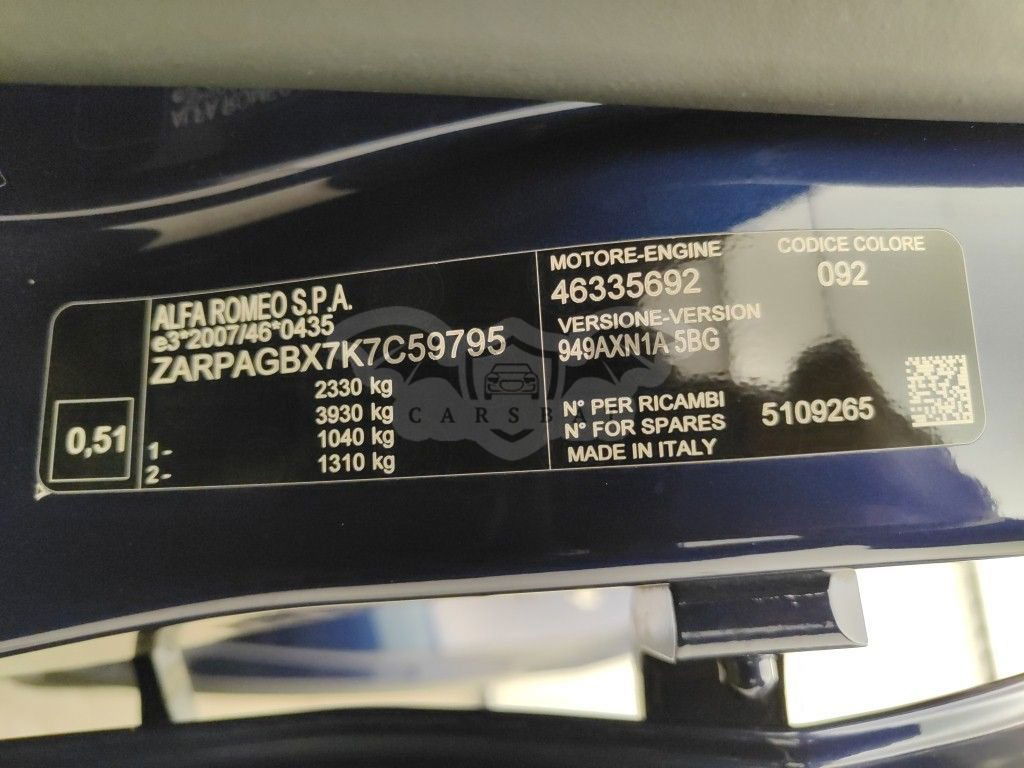 ALFA ROMEO S.P.A.
e3*2007/46*0435
ZARPAGBX7K7C59795
2330 kg
3930 kg
1- 1040 kg
2- 1310 kg
0,51
MOTORE-ENGINE
46335692
CODICE COLORE
092
VERSIONE-VERSION
949AXN1A 5BG
N° PER RICAMBI
N° FOR SPARES
5109265
MADE IN ITALY